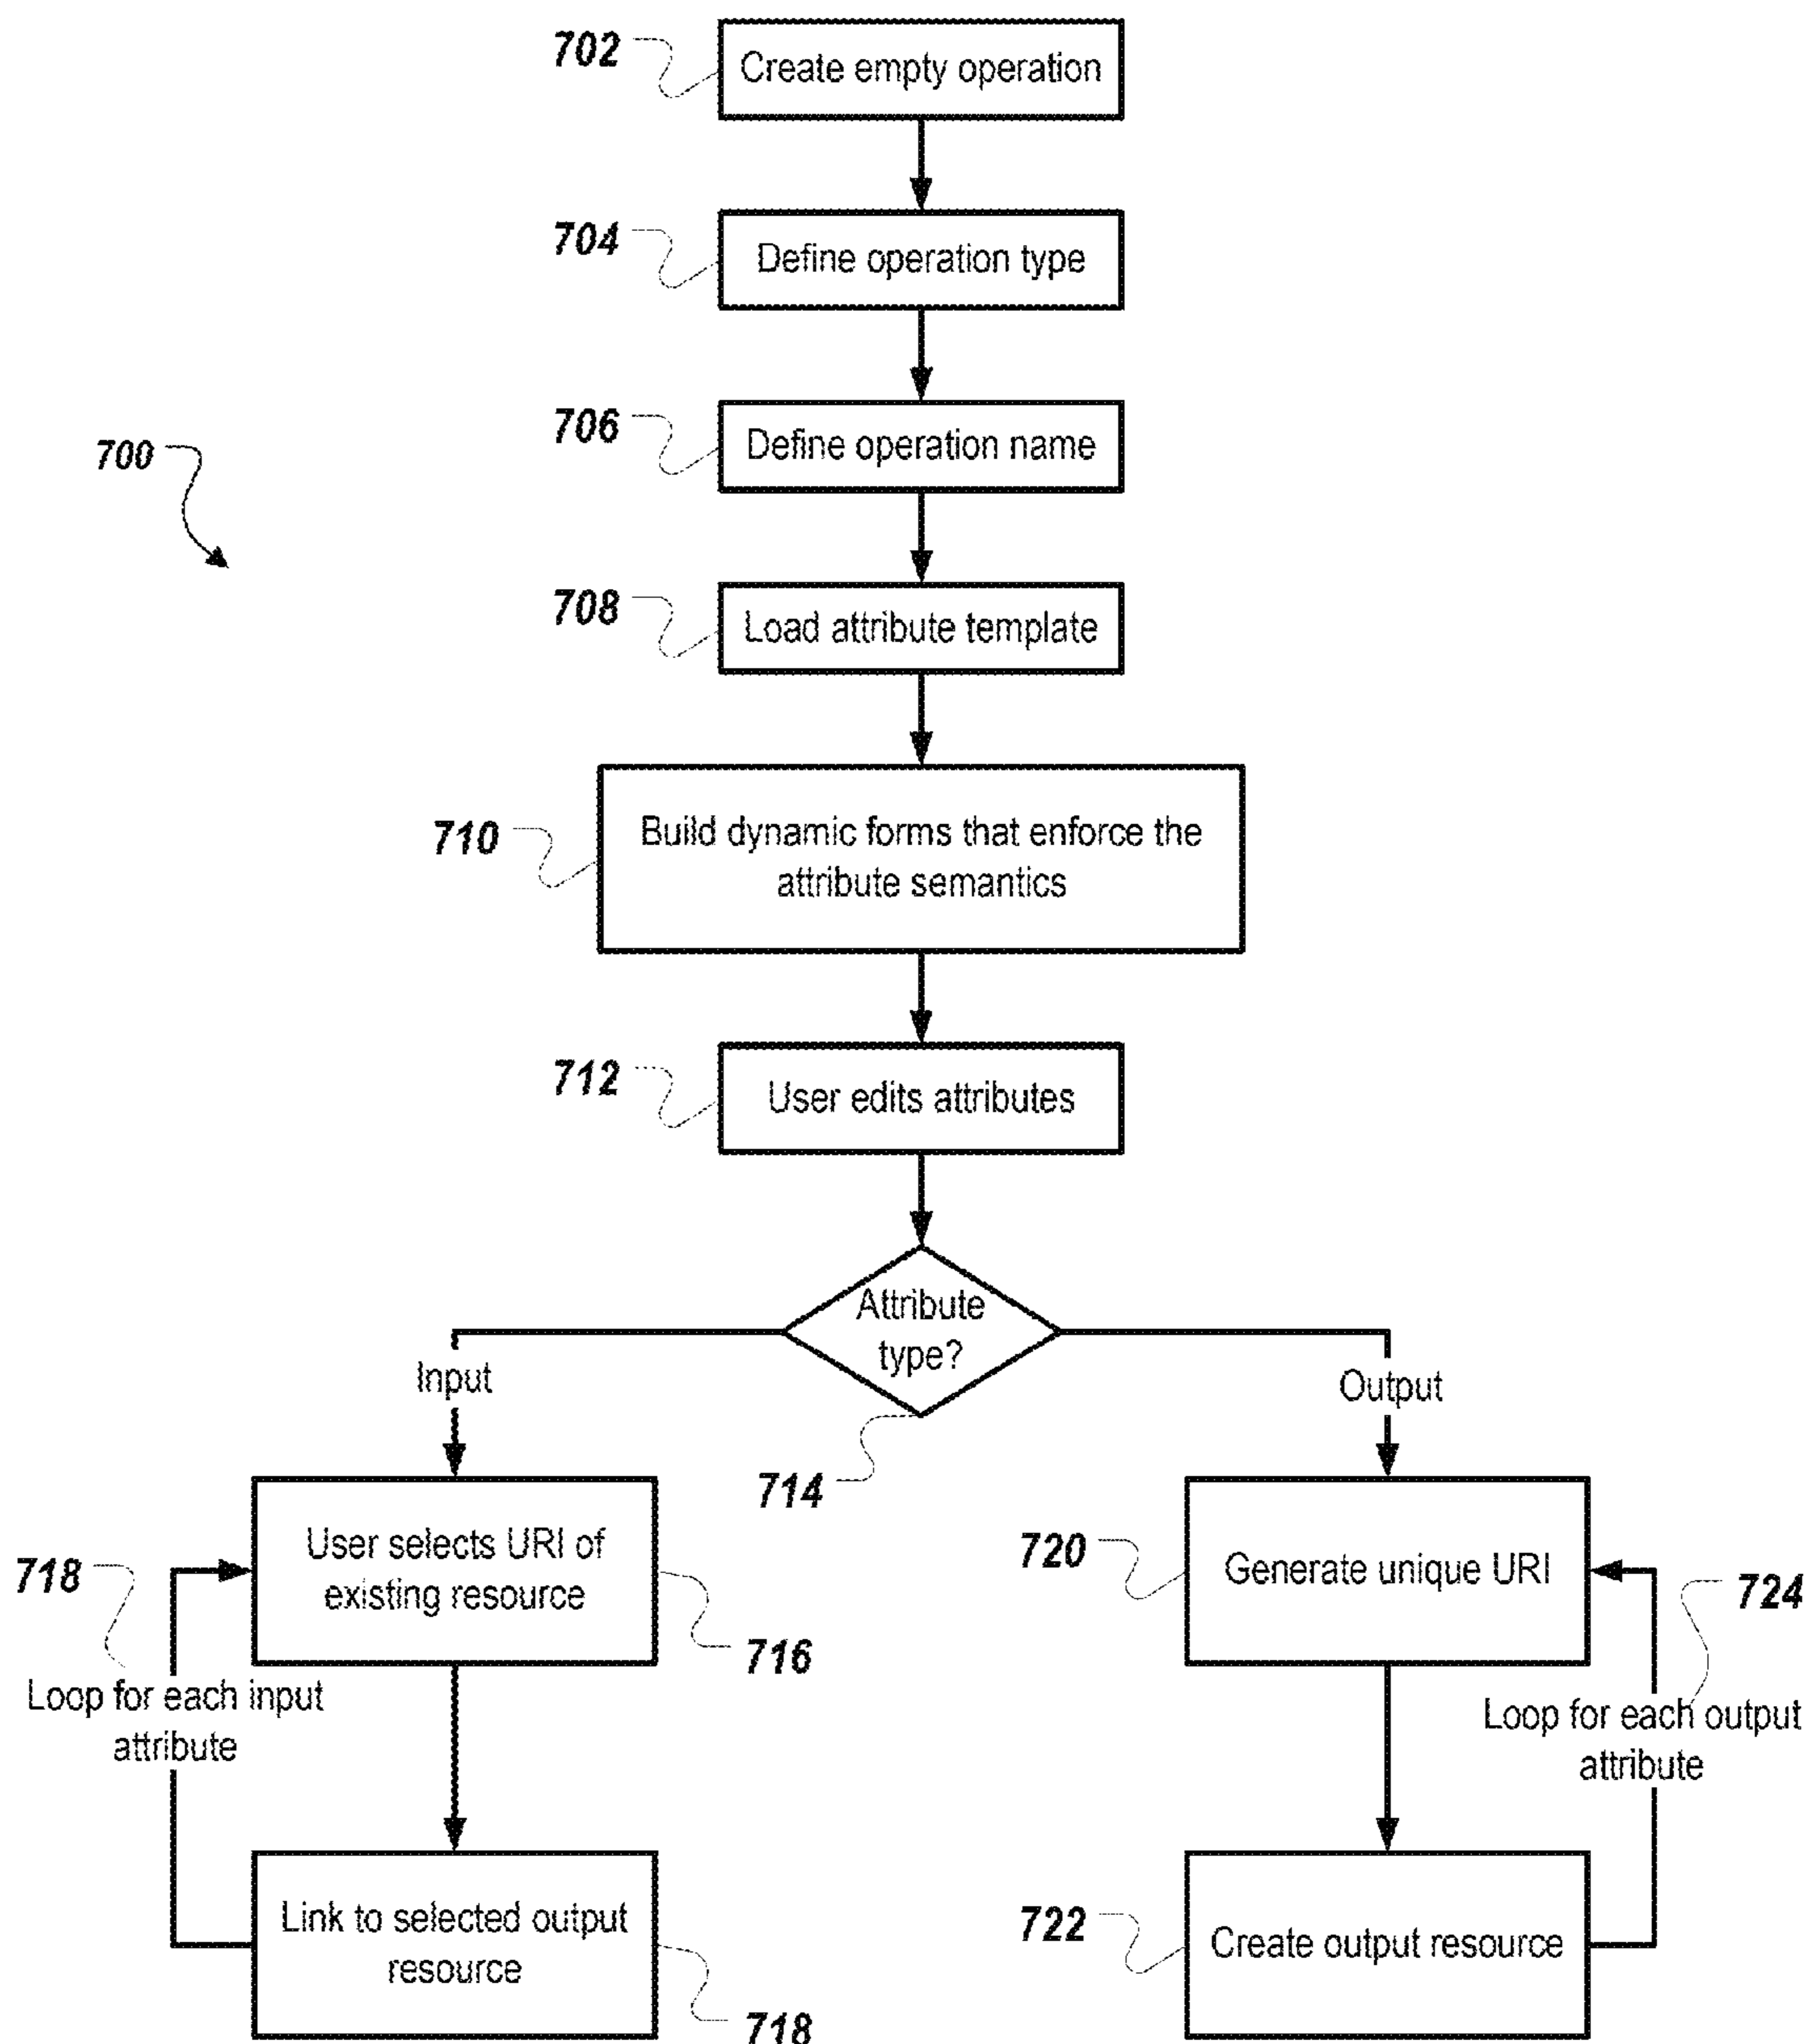 702
Create empty operation
704
Define operation type
706
Define operation name
700
708
Load attribute template
710
Build dynamic forms that enforce the
attribute semantics
712
User edits attributes
Attribute
type?
Input
Output
714
718
User selects URI of
existing resource
716
720
Generate unique URI
724
Loop for each input
attribute
Loop for each output
attribute
Link to selected output
resource
718
722
Create output resource